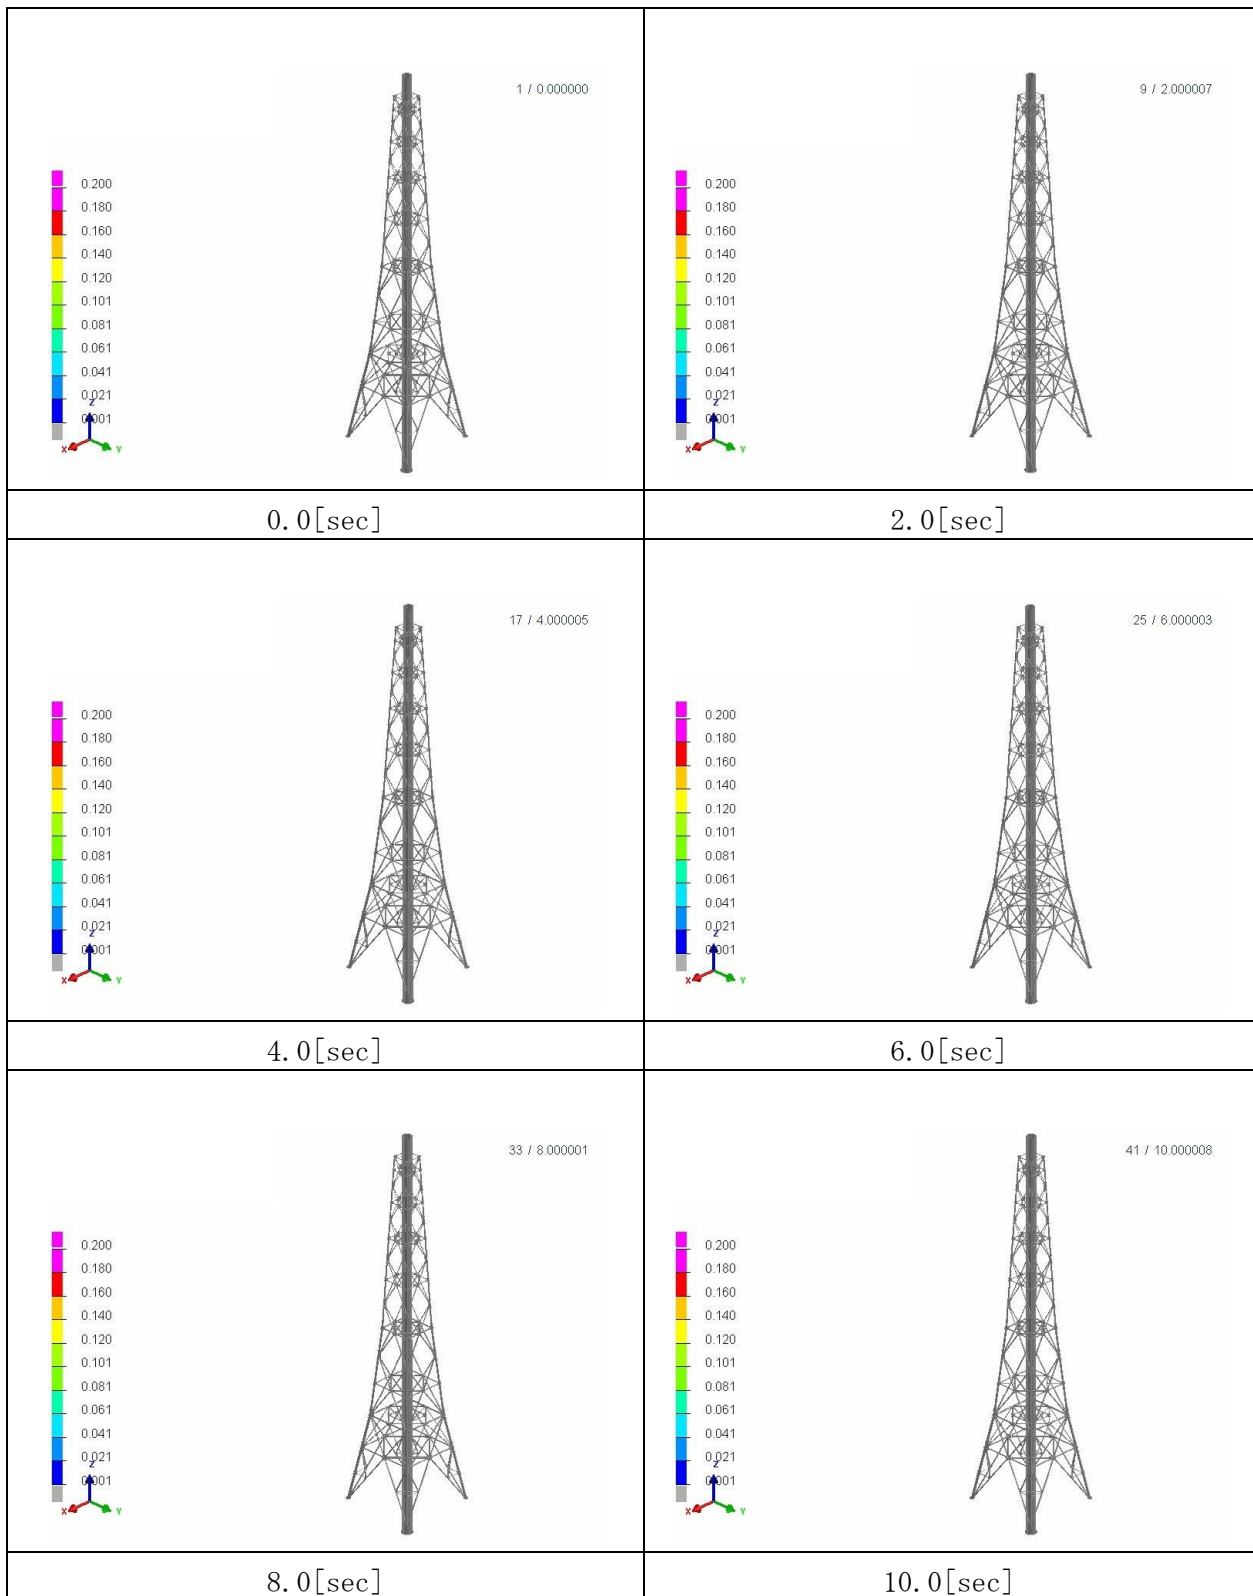 1 / 0.000000
0.200
0.180
0.160
0.140
0.120
0.101
0.081
0.061
0.041
0.021
0.001
Z
X
Y
0.0[sec]
9 / 2.000007
0.200
0.180
0.160
0.140
0.120
0.101
0.081
0.061
0.041
0.021
0.001
Z
X
Y
2.0[sec]
17 / 4.000005
0.200
0.180
0.160
0.140
0.120
0.101
0.081
0.061
0.041
0.021
0.001
Z
X
Y
4.0[sec]
25 / 6.000003
0.200
0.180
0.160
0.140
0.120
0.101
0.081
0.061
0.041
0.021
0.001
Z
X
Y
6.0[sec]
33 / 8.000001
0.200
0.180
0.160
0.140
0.120
0.101
0.081
0.061
0.041
0.021
0.001
Z
X
Y
8.0[sec]
41 / 10.000008
0.200
0.180
0.160
0.140
0.120
0.101
0.081
0.061
0.041
0.021
0.001
Z
X
Y
10.0[sec]